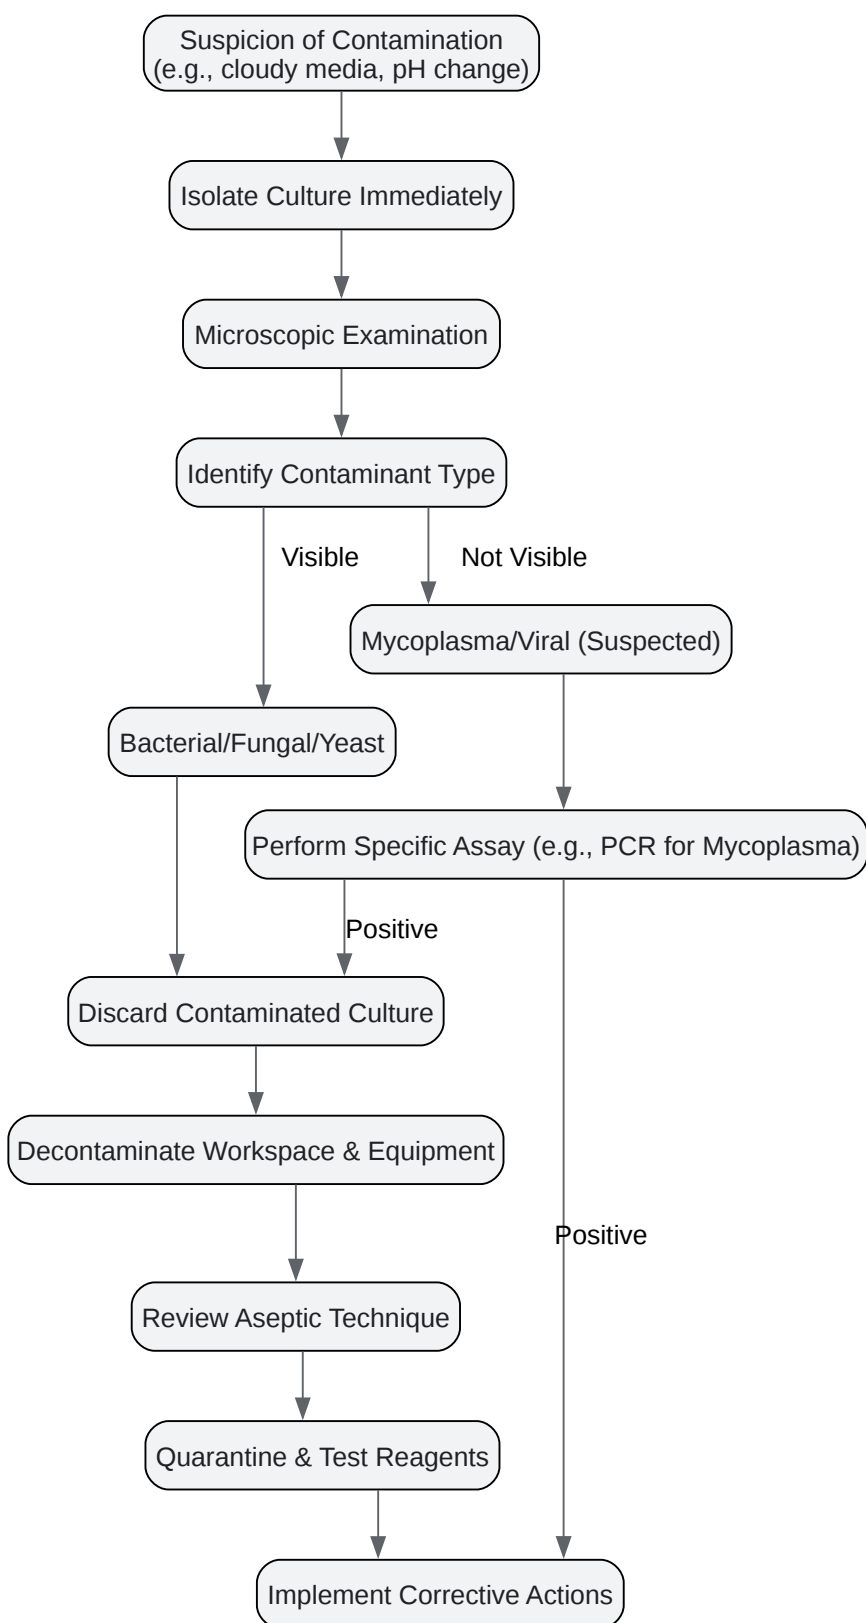 Suspicion of Contamination
(e.g., cloudy media, pH change)
Isolate Culture Immediately
Microscopic Examination
Identify Contaminant Type
Visible
Not Visible
Mycoplasma/Viral (Suspected)
Bacterial/Fungal/Yeast
Perform Specific Assay (e.g., PCR for Mycoplasma)
Positive
Discard Contaminated Culture
Decontaminate Workspace & Equipment
Positive
Review Aseptic Technique
Quarantine & Test Reagents
Implement Corrective Actions